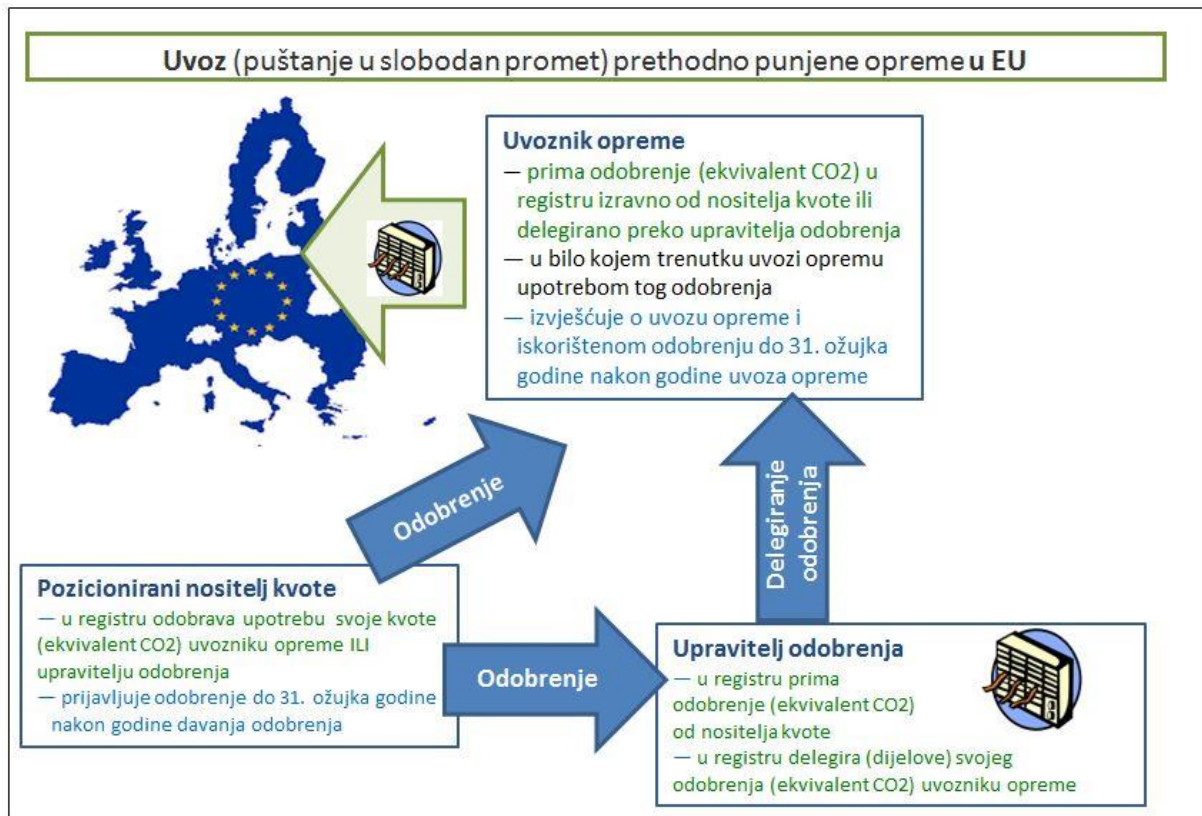 Uvoz (puštanje u slobodan promet) prethodno punjene opreme u EU
Uvoznik opreme
— prima odobrenje (ekvivalent CO2) u
registru izravno od nositelja kvote ili
delegirano preko upravitelja odobrenja
— u bilo kojem trenutku uvozi opremu
upotrebom tog odobrenja
— izvješćuje o uvozu opreme i
iskorištenom odobrenju do 31. ožujka
godine nakon godine uvoza opreme
Odobrenje
Delegiranje
odobrenja
Pozicionirani nositelj kvote
— u registru odobrava upotrebu svoje kvote
(ekvivalent CO2) uvozniku opreme ILI
upravitelju odobrenja
— prijavljuje odobrenje do 31. ožujka godine
nakon godine davanja odobrenja
Odobrenje
Upravitelj odobrenja
— u registru prima
odobrenje (ekvivalent CO2)
od nositelja kvote
— u registru delegira (dijelove) svojeg
odobrenja (ekvivalent CO2) uvozniku opreme